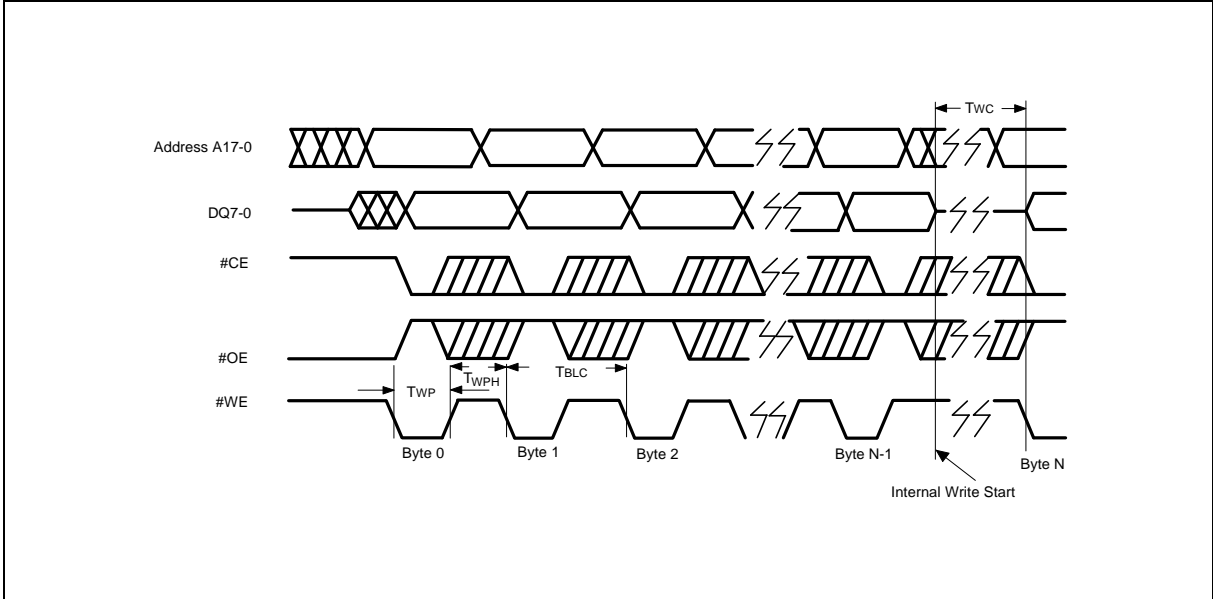 TWC
Address A17-0
DQ7-0
#CE
#OE
TWP
TWPH
TBLC
#WE
Byte 0
Byte 1
Byte 2
Byte N-1
Byte N
Internal Write Start